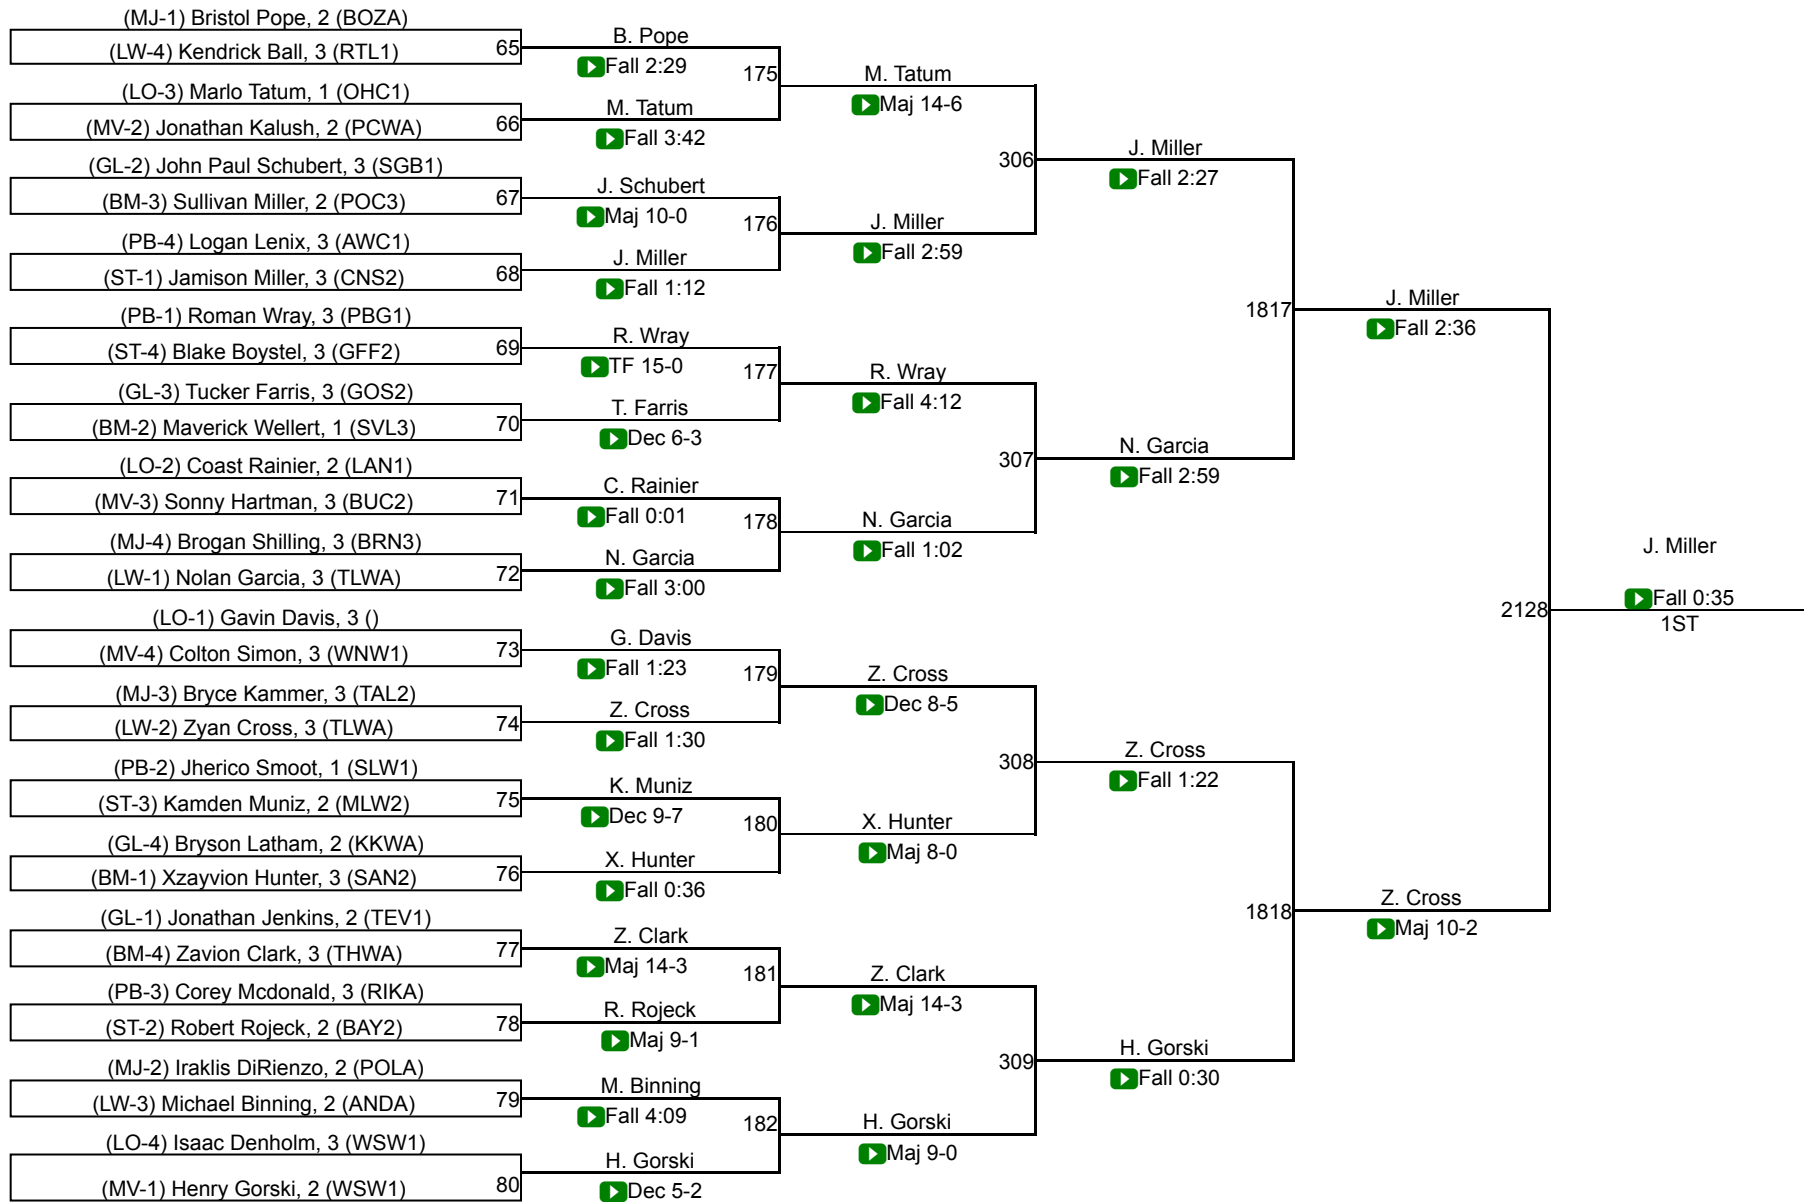 (MJ-1) Bristol Pope, 2 (BOZA)
(LW-4) Kendrick Ball, 3 (RTL1)
65
(LO-3) Marlo Tatum, 1 (OHC1)
(MV-2) Jonathan Kalush, 2 (PCWA)
66
(GL-2) John Paul Schubert, 3 (SGB1)
(BM-3) Sullivan Miller, 2 (POC3)
67
(PB-4) Logan Lenix, 3 (AWC1)
(ST-1) Jamison Miller, 3 (CNS2)
68
(PB-1) Roman Wray, 3 (PBG1)
(ST-4) Blake Boystel, 3 (GFF2)
69
(GL-3) Tucker Farris, 3 (GOS2)
(BM-2) Maverick Wellert, 1 (SVL3)
70
(LO-2) Coast Rainier, 2 (LAN1)
(MV-3) Sonny Hartman, 3 (BUC2)
71
(MJ-4) Brogan Shilling, 3 (BRN3)
(LW-1) Nolan Garcia, 3 (TLWA)
72
(LO-1) Gavin Davis, 3 ()
(MV-4) Colton Simon, 3 (WNW1)
73
(MJ-3) Bryce Kammer, 3 (TAL2)
(LW-2) Zyan Cross, 3 (TLWA)
74
(PB-2) Jherico Smoot, 1 (SLW1)
(ST-3) Kamden Muniz, 2 (MLW2)
75
(GL-4) Bryson Latham, 2 (KKWA)
(BM-1) Xzayvion Hunter, 3 (SAN2)
76
(GL-1) Jonathan Jenkins, 2 (TEV1)
(BM-4) Zavion Clark, 3 (THWA)
77
(PB-3) Corey Mcdonald, 3 (RIKA)
(ST-2) Robert Rojeck, 2 (BAY2)
78
(MJ-2) Iraklis DiRienzo, 2 (POLA)
(LW-3) Michael Binning, 2 (ANDA)
79
(LO-4) Isaac Denholm, 3 (WSW1)
(MV-1) Henry Gorski, 2 (WSW1)
80
B. Pope
Fall 2:29
175
M. Tatum
Fall 3:42
J. Schubert
Maj 10-0
176
J. Miller
Fall 1:12
R. Wray
TF 15-0
177
T. Farris
Dec 6-3
C. Rainier
Fall 0:01
178
N. Garcia
Fall 3:00
G. Davis
Fall 1:23
179
Z. Cross
Fall 1:30
K. Muniz
Dec 9-7
180
X. Hunter
Fall 0:36
Z. Clark
Maj 14-3
181
R. Rojeck
Maj 9-1
M. Binning
Fall 4:09
182
H. Gorski
Dec 5-2
M. Tatum
Maj 14-6
306
J. Miller
Fall 2:59
R. Wray
Fall 4:12
307
N. Garcia
Fall 1:02
Z. Cross
Dec 8-5
308
X. Hunter
Maj 8-0
Z. Clark
Maj 14-3
309
H. Gorski
Maj 9-0
J. Miller
Fall 2:27
1817
N. Garcia
Fall 2:59
Z. Cross
Fall 1:22
1818
H. Gorski
Fall 0:30
J. Miller
Fall 2:36
2128
Z. Cross
Maj 10-2
J. Miller
Fall 0:35
1ST